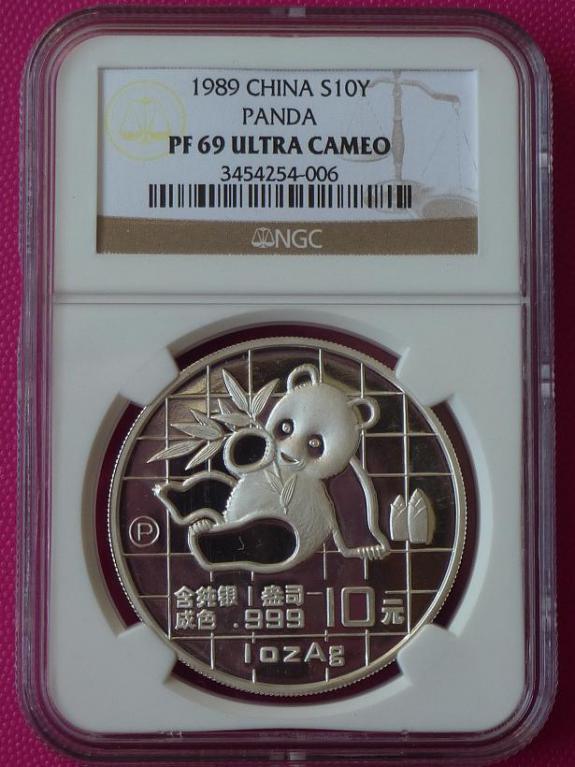 1989 CHINA S10Y
PANDA
PF 69 ULTRA CAMEO
3454254-006
NGC
P
含纯银 1 盎司 10元
成色 .999
1ozAg